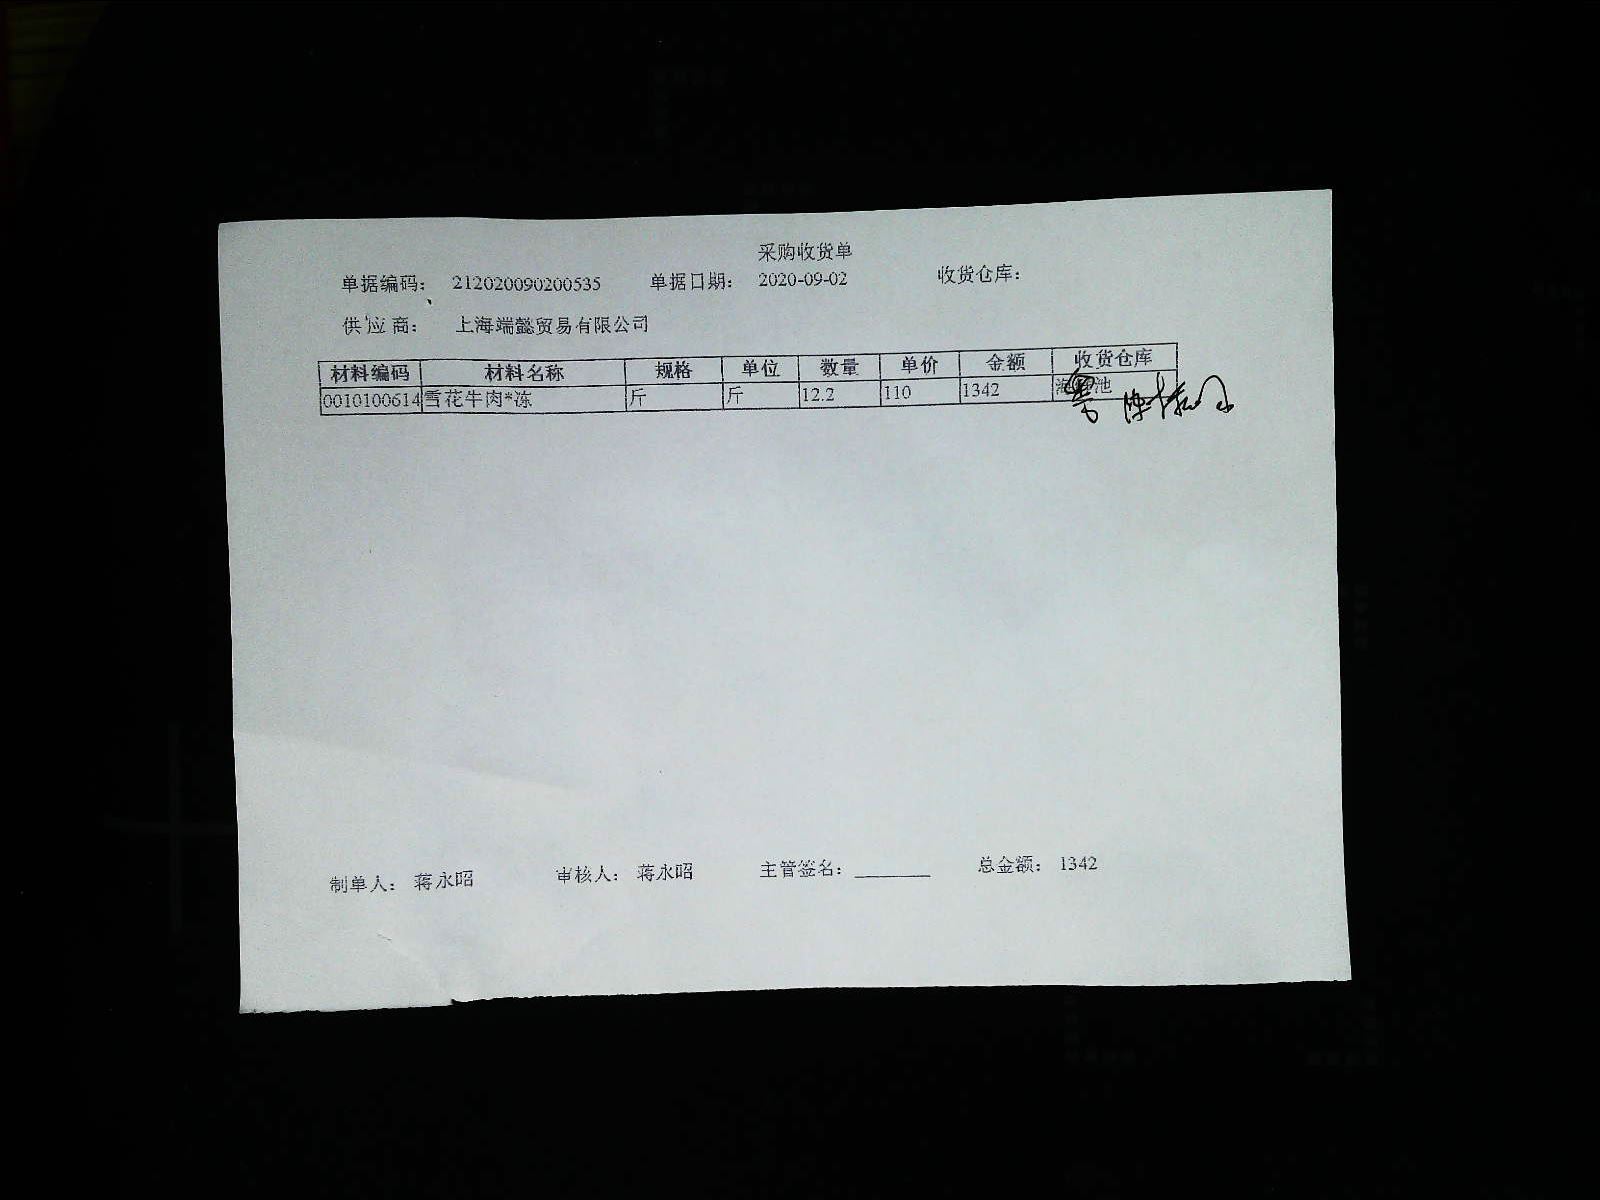 采购收货单
单据编码： 212020090200535 单据日期： 2020-09-02 收货仓库：
供应商： 上海端懿贸易有限公司
材料编码 材料名称 规格 单位 数量 单价 金额 收货仓库
0010100614 雪花牛肉*冻 斤 斤 12.2 110 1342 池
制单人： 蒋永昭 审核人： 蒋永昭 主管签名： 总金额： 1342